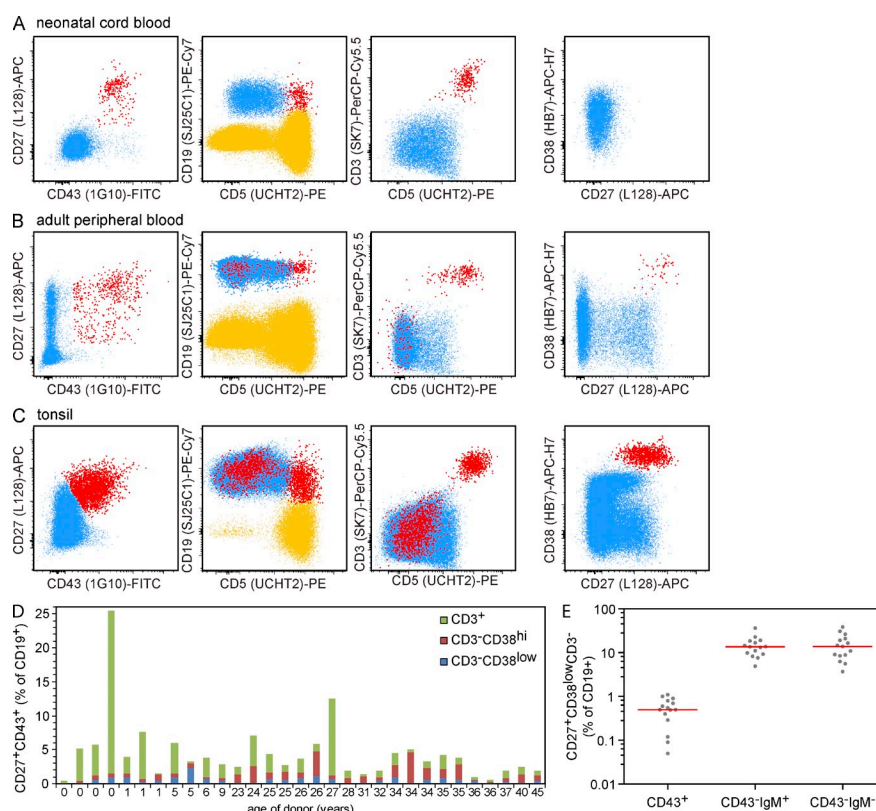 A neonatal cord blood
CD27 (L128)-APC
CD43 (1G10)-FITC
CD19 (SJ25C1)-PE-Cy7
CD5 (UCHT2)-PE
CD3 (SK7)-PerCP-Cy5.5
CD5 (UCHT2)-PE
CD38 (HB7)-APC-H7
CD27 (L128)-APC
B adult peripheral blood
CD27 (L128)-APC
CD43 (1G10)-FITC
CD19 (SJ25C1)-PE-Cy7
CD5 (UCHT2)-PE
CD3 (SK7)-PerCP-Cy5.5
CD5 (UCHT2)-PE
CD38 (HB7)-APC-H7
CD27 (L128)-APC
C tonsil
CD27 (L128)-APC
CD43 (1G10)-FITC
CD19 (SJ25C1)-PE-Cy7
CD5 (UCHT2)-PE
CD3 (SK7)-PerCP-Cy5.5
CD5 (UCHT2)-PE
CD38 (HB7)-APC-H7
CD27 (L128)-APC
D
CD27+CD43+ (% of CD19+)
25
20
15
10
5
0
CD3+
CD3-CD38hi
CD3-CD38low
0 0 0 0 1 1 1 5 5 6 9 23 24 25 25 26 26 27 28 31 32 34 34 34 35 35 36 36 37 40 45
age of donor (years)
E
CD27+CD38lowCD3-
(% of CD19+)
100
10
1
0.1
0.01
CD43+ CD43-IgM+ CD43-IgM-